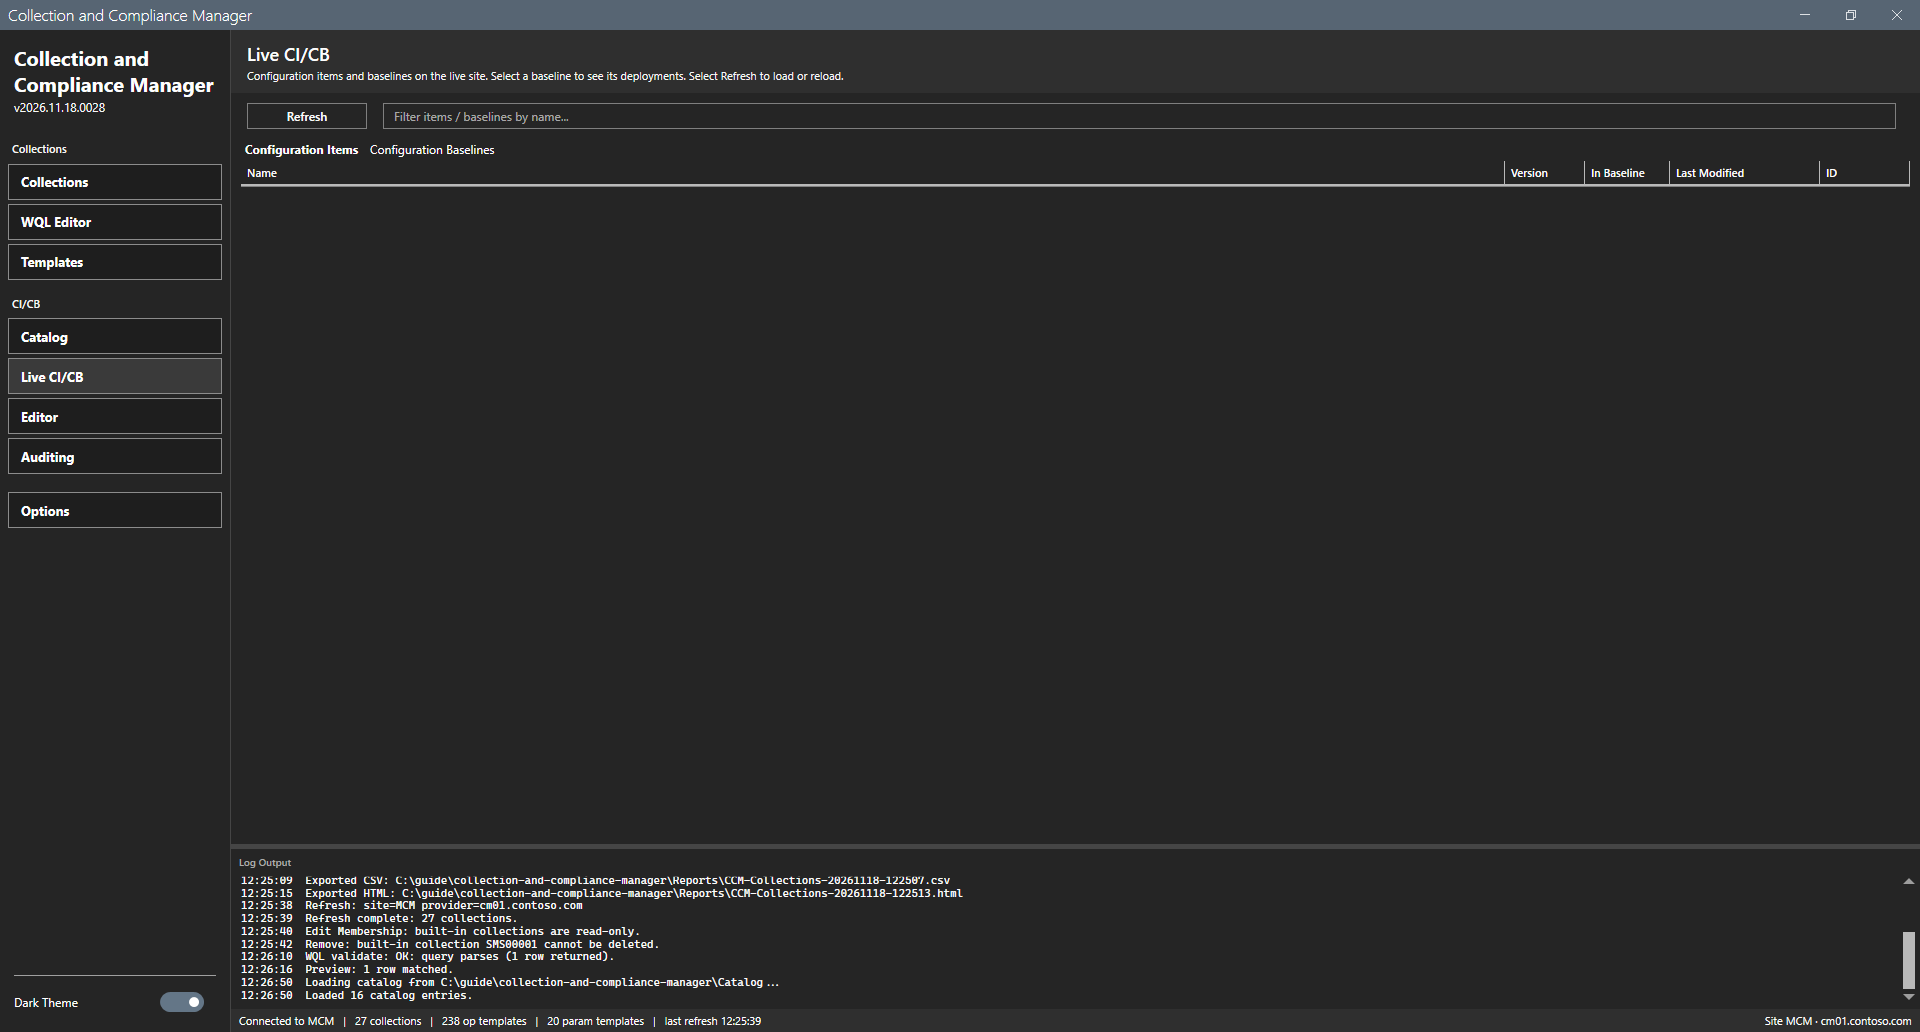 Collection and Compliance Manager
Collection and
Compliance Manager
v2026.11.18.0028
Collections
Collections
WQL Editor
Templates
CI/CB
Catalog
Live CI/CB
Editor
Auditing
Options
Dark Theme
Live CI/CB
Configuration items and baselines on the live site. Select a baseline to see its deployments. Select Refresh to load or reload.
Refresh
Filter items / baselines by name...
Configuration Items Configuration Baselines
Name Version In Baseline Last Modified ID
Log Output
12:25:09 Exported CSV: C:\guide\collection-and-compliance-manager\Reports\CCM-Collections-20261118-122507.csv
12:25:15 Exported HTML: C:\guide\collection-and-compliance-manager\Reports\CCM-Collections-20261118-122513.html
12:25:38 Refresh: site=MCM provider=cm01.contoso.com
12:25:39 Refresh complete: 27 collections.
12:25:40 Edit Membership: built-in collections are read-only.
12:25:42 Remove: built-in collection SMS00001 cannot be deleted.
12:26:10 WQL validate: OK: query parses (1 row returned).
12:26:16 Preview: 1 row matched.
12:26:50 Loading catalog from C:\guide\collection-and-compliance-manager\Catalog ...
12:26:50 Loaded 16 catalog entries.
Connected to MCM | 27 collections | 238 op templates | 20 param templates | last refresh 12:25:39
Site MCM · cm01.contoso.com